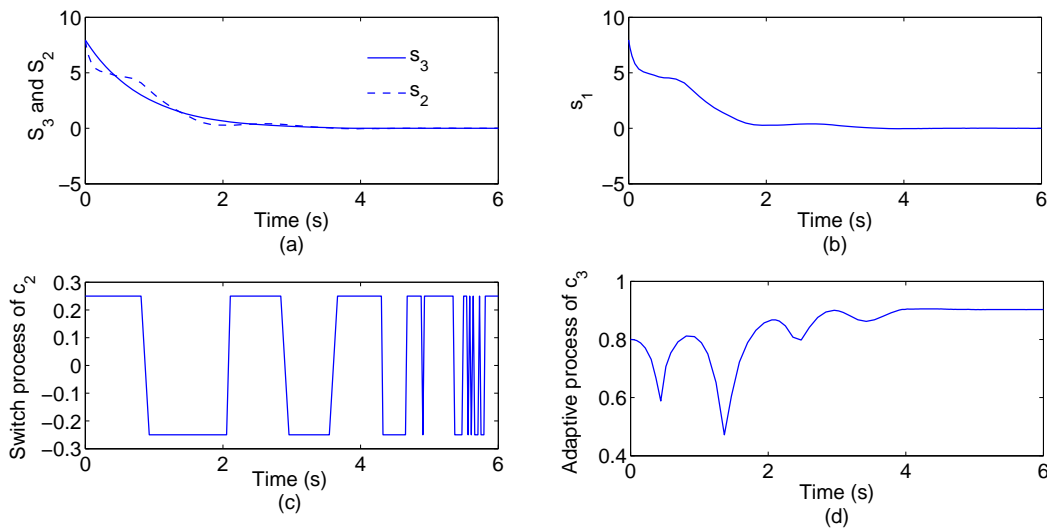 10
5
0
−5
S3 and S2
s3
s2
0 2 4 6
Time (s)
(a)
10
5
0
−5
s1
0 2 4 6
Time (s)
(b)
0.3
0.2
0.1
0
−0.1
−0.2
−0.3
Switch process of c2
0 2 4 6
Time (s)
(c)
1
0.8
0.6
0.4
Adaptive process of c3
0 2 4 6
Time (s)
(d)